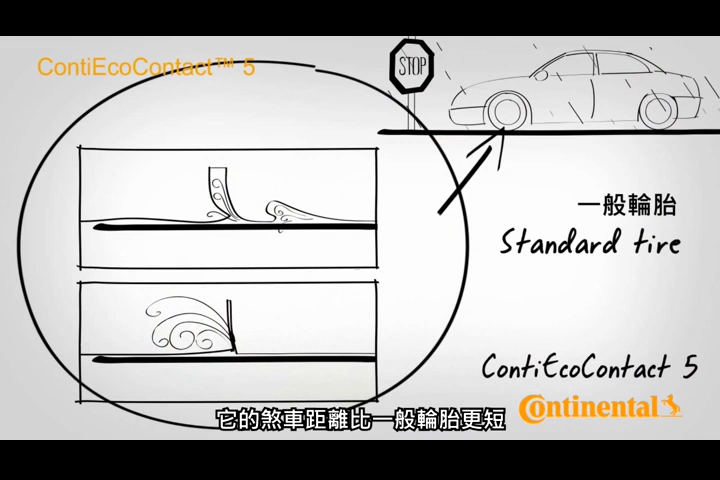 ContiEcoContact™ 5
STOP
一般輪胎
Standard tire
ContiEcoContact 5
Continental
它的煞車距離比一般輪胎更短